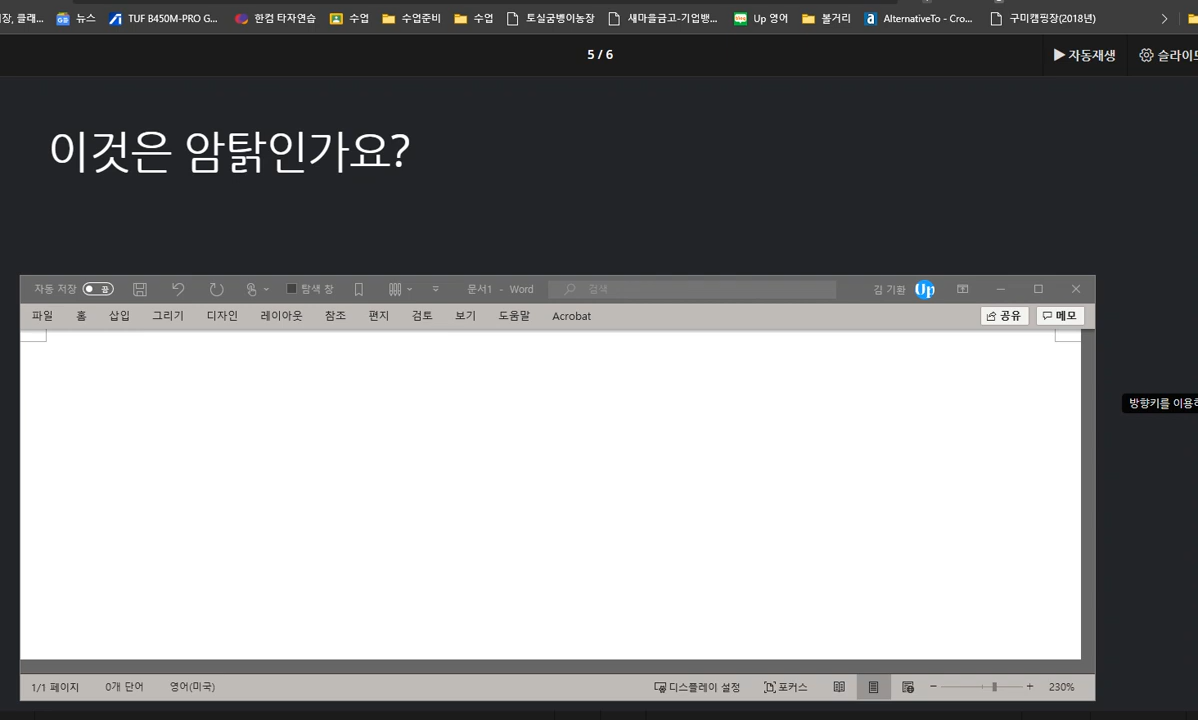 장, 클래... 뉴스 TUF B450M-PRO G... 한컴 타자연습 수업 수업준비 수업 토실굼벵이농장 새마을금고-기업뱅... Up 영어 볼거리 AlternativeTo - Cro... 구미캠핑장(2018년)
5 / 6 자동재생 슬라이드
이것은 암탉인가요?
자동 저장 끔 탐색 창 문서1 - Word 검색 김 기환 Up
파일 홈 삽입 그리기 디자인 레이아웃 참조 편지 검토 보기 도움말 Acrobat 공유 메모
방향키를 이용하
1/1 페이지 0개 단어 영어(미국) 디스플레이 설정 포커스 230%